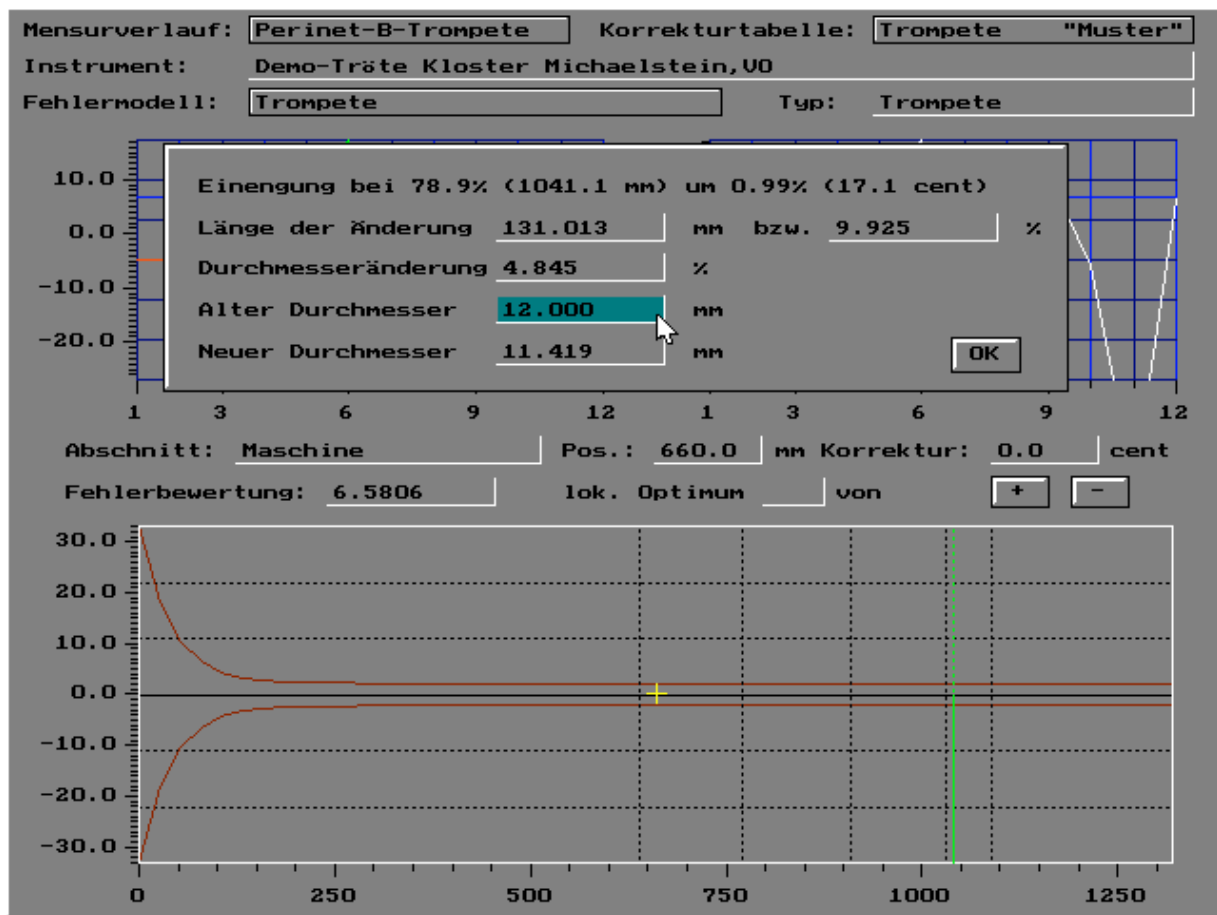 Mensurverlauf: Perinet-B-Trompete Korrekturtabelle: Trompete "Muster"
Instrument: Demo-Tröte Kloster Michaelstein,VO
Fehlermodell: Trompete Typ: Trompete
Einengung bei 78.9% (1041.1 mm) um 0.99% (17.1 cent)
Länge der Änderung 131.013 mm bzw. 9.925 %
Durchmesseränderung 4.845 %
Alter Durchmesser 12.000 mm
Neuer Durchmesser 11.419 mm
OK
10.0
0.0
-10.0
-20.0
1 3 6 9 12 1 3 6 9 12
Abschnitt: Maschine Pos.: 660.0 mm Korrektur: 0.0 cent
Fehlerbewertung: 6.5806 lok. Optimum von + -
30.0
20.0
10.0
0.0
-10.0
-20.0
-30.0
0 250 500 750 1000 1250